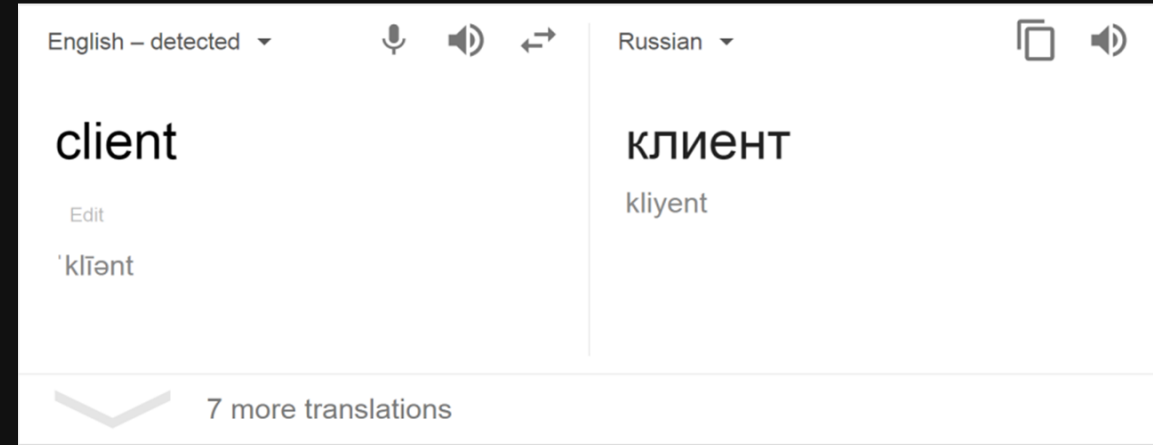 English – detected
Russian
client
клиент
Edit
kliyent
ˈklīənt
7 more translations